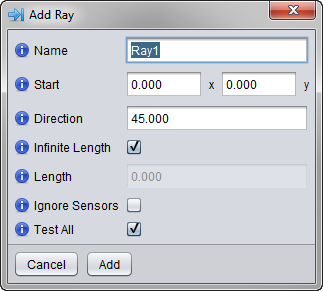 Add Ray
Name Ray1
Start 0.000 x 0.000 y
Direction 45.000
Infinite Length
Length 0.000
Ignore Sensors
Test All
Cancel Add